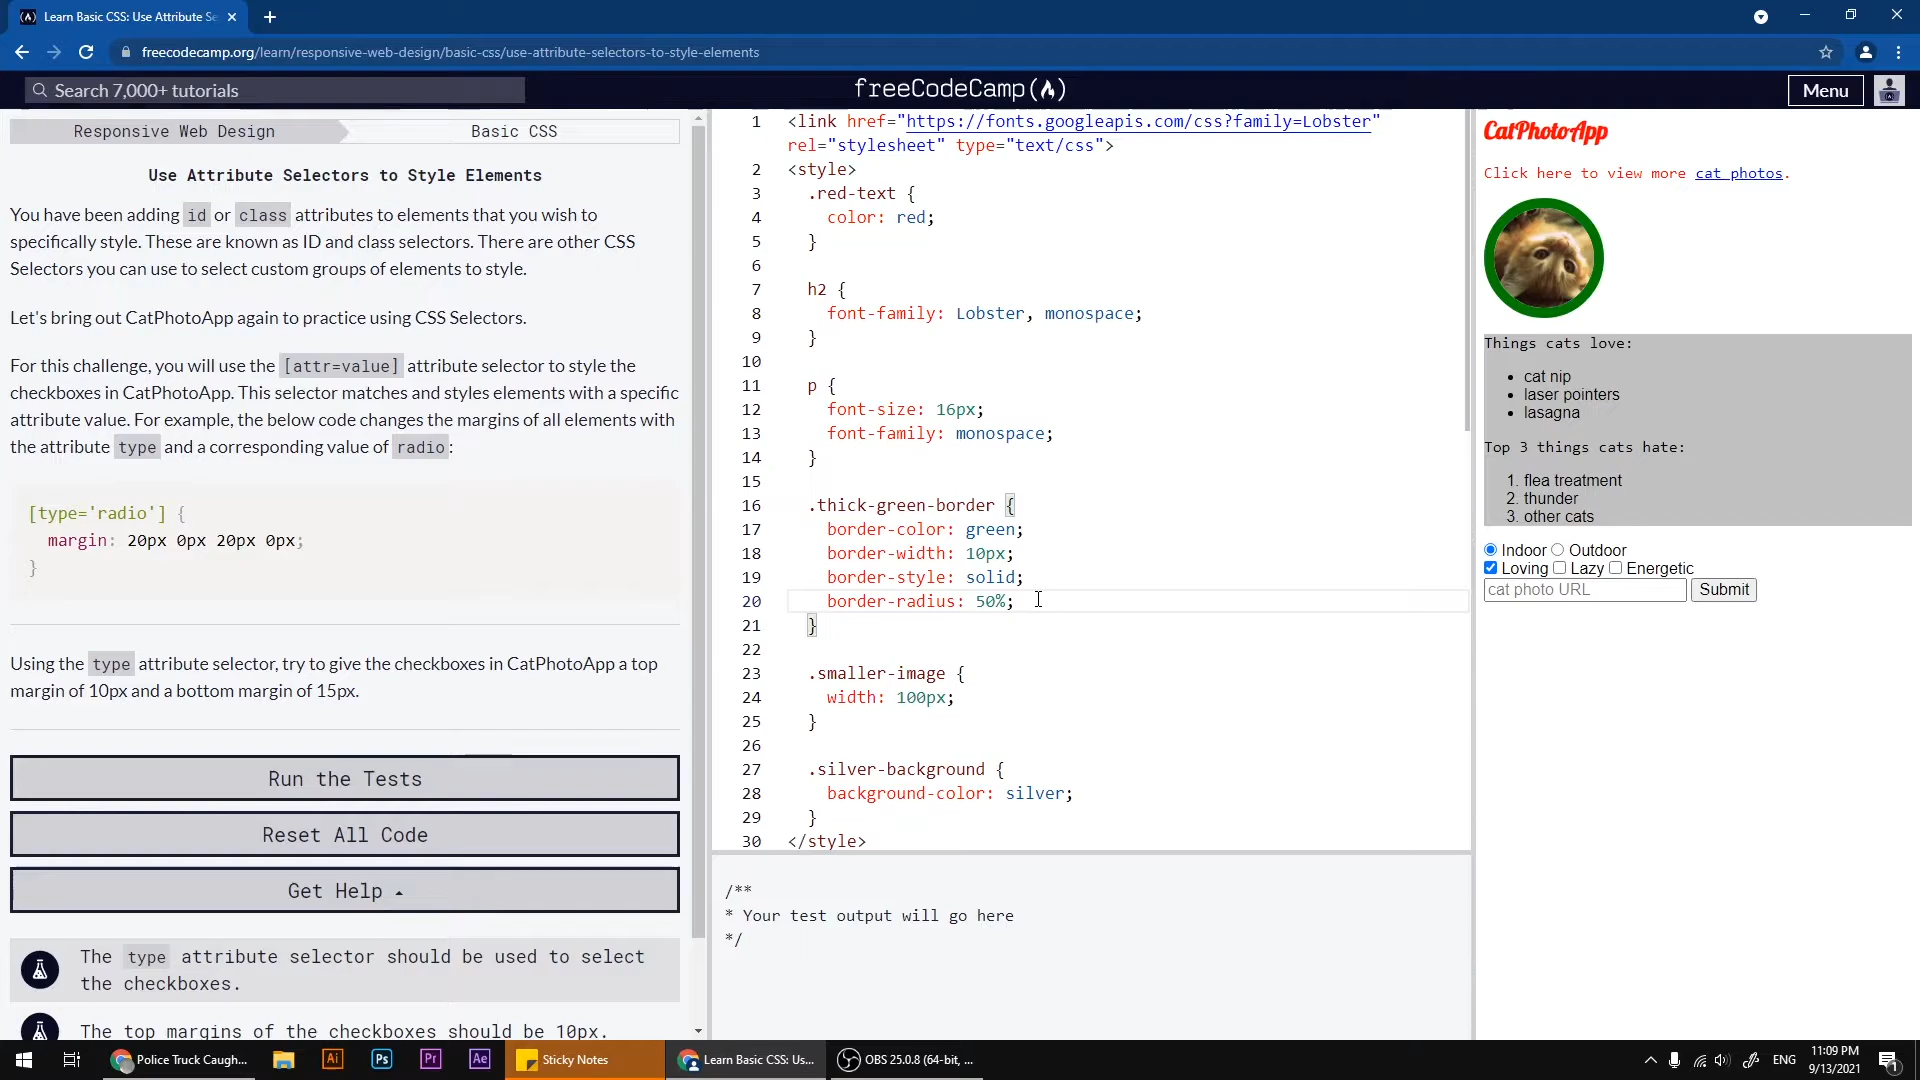 Learn Basic CSS: Use Attribute Se
freecodecamp.org/learn/responsive-web-design/basic-css/use-attribute-selectors-to-style-elements
Search 7,000+ tutorials
freeCodeCamp
Menu
Responsive Web Design
Basic CSS
Use Attribute Selectors to Style Elements
You have been adding id or class attributes to elements that you wish to
specifically style. These are known as ID and class selectors. There are other CSS
Selectors you can use to select custom groups of elements to style.
Let's bring out CatPhotoApp again to practice using CSS Selectors.
For this challenge, you will use the [attr=value] attribute selector to style the
checkboxes in CatPhotoApp. This selector matches and styles elements with a specific
attribute value. For example, the below code changes the margins of all elements with
the attribute type and a corresponding value of radio:
[type='radio'] {
margin: 20px 0px 20px 0px;
}
Using the type attribute selector, try to give the checkboxes in CatPhotoApp a top
margin of 10px and a bottom margin of 15px.
Run the Tests
Reset All Code
Get Help
The type attribute selector should be used to select
the checkboxes.
The top margins of the checkboxes should be 10px.
1 <link href="https://fonts.googleapis.com/css?family=Lobster"
rel="stylesheet" type="text/css">
2 <style>
3 .red-text {
4 color: red;
5 }
6
7 h2 {
8 font-family: Lobster, monospace;
9 }
10
11 p {
12 font-size: 16px;
13 font-family: monospace;
14 }
15
16 .thick-green-border {
17 border-color: green;
18 border-width: 10px;
19 border-style: solid;
20 border-radius: 50%;
21 }
22
23 .smaller-image {
24 width: 100px;
25 }
26
27 .silver-background {
28 background-color: silver;
29 }
30 </style>
/**
* Your test output will go here
*/
CatPhotoApp
Click here to view more cat photos.
Things cats love:
• cat nip
• laser pointers
• lasagna
Top 3 things cats hate:
1. flea treatment
2. thunder
3. other cats
Indoor Outdoor
Loving Lazy Energetic
cat photo URL Submit
Police Truck Caugh...
Ai
Ps
Pr
Ae
Sticky Notes
Learn Basic CSS: Us...
OBS 25.0.8 (64-bit, ...
ENG
11:09 PM
9/13/2021
1